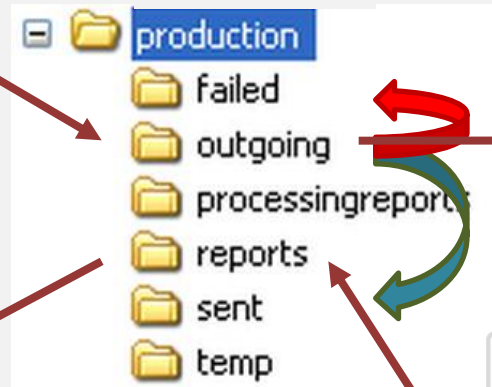 production
failed
outgoing
processingreports
reports
sent
temp